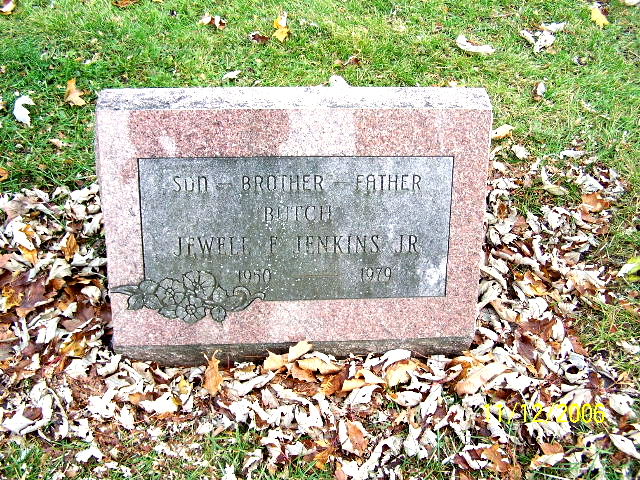 SON — BROTHER — FATHER
BUTCH
JEWELL F. JENKINS JR.
1950 — 1979
11/12/2006